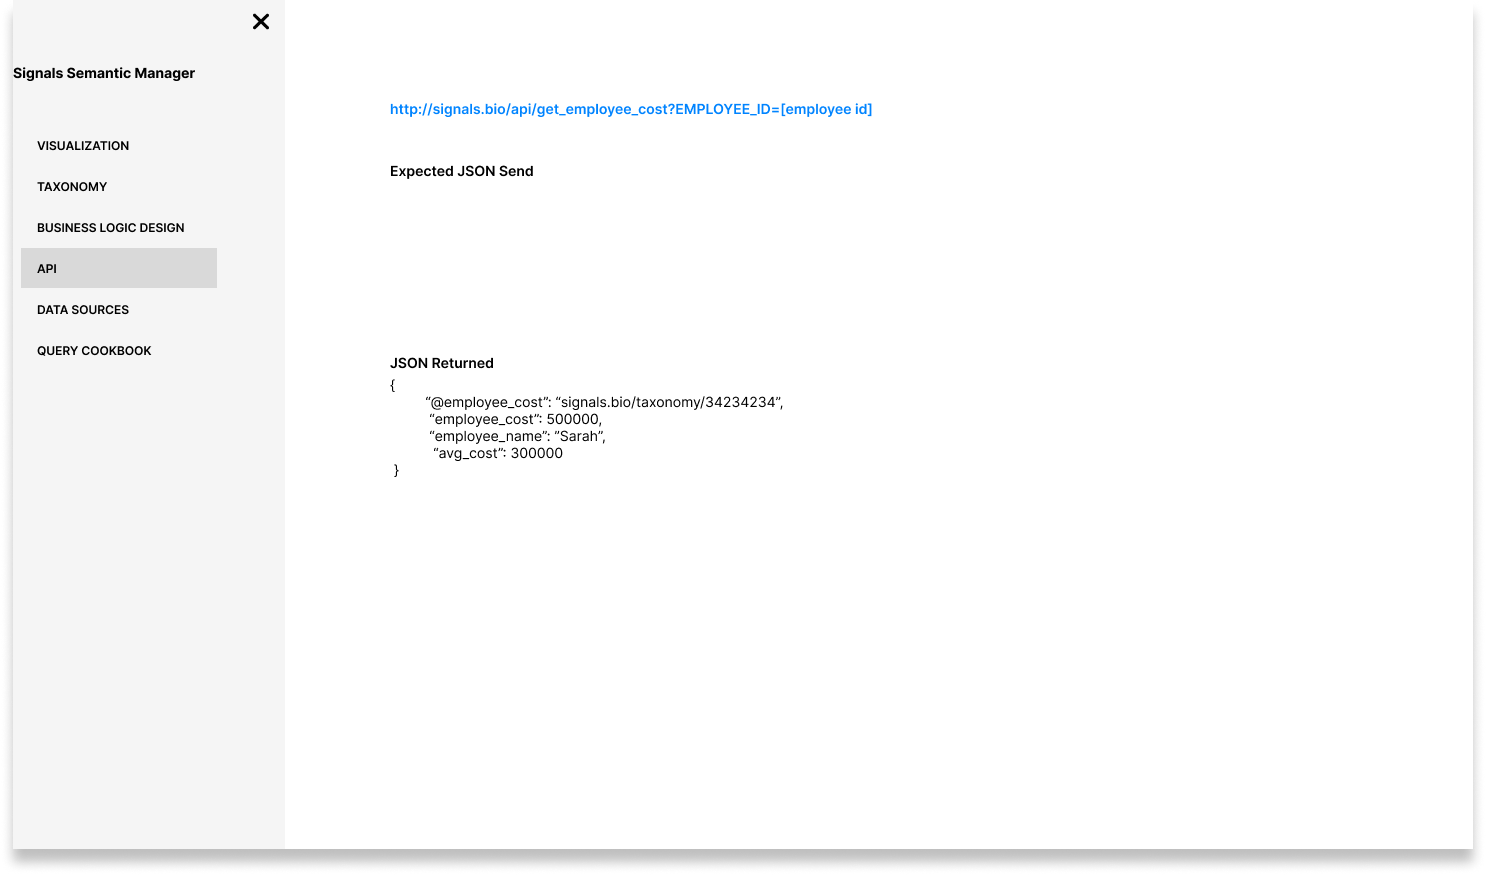 Signals Semantic Manager
VISUALIZATION
TAXONOMY
BUSINESS LOGIC DESIGN
API
DATA SOURCES
QUERY COOKBOOK
http://signals.bio/api/get_employee_cost?EMPLOYEE_ID=[employee id]
Expected JSON Send
JSON Returned
{
“@employee_cost”: “signals.bio/taxonomy/34234234”,
“employee_cost”: 500000,
“employee_name”: “Sarah”,
“avg_cost”: 300000
}